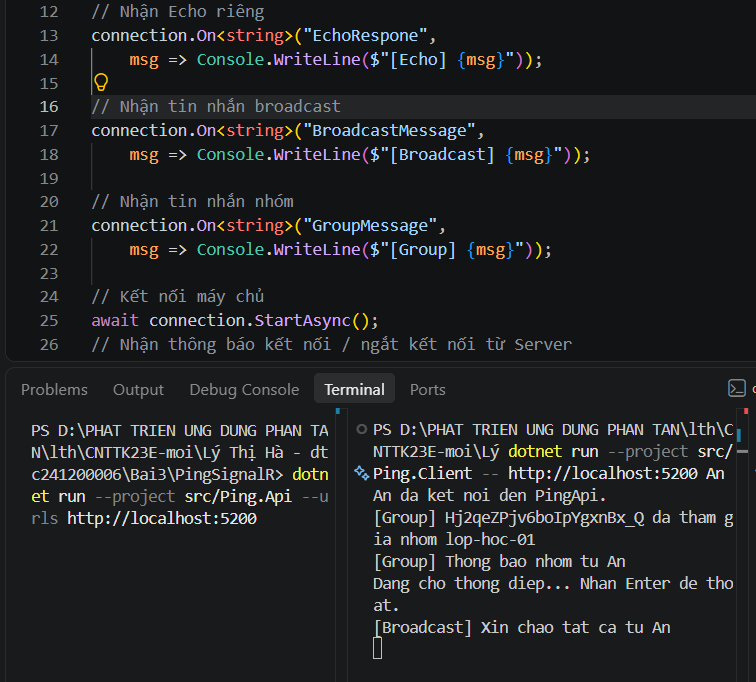 12 // Nhận Echo riêng
13 connection.On<string>("EchoRespone",
14 msg => Console.WriteLine($"[Echo] {msg}"));
15
16 // Nhận tin nhắn broadcast
17 connection.On<string>("BroadcastMessage",
18 msg => Console.WriteLine($"[Broadcast] {msg}"));
19
20 // Nhận tin nhắn nhóm
21 connection.On<string>("GroupMessage",
22 msg => Console.WriteLine($"[Group] {msg}"));
23
24 // Kết nối máy chủ
25 await connection.StartAsync();
26 // Nhận thông báo kết nối / ngắt kết nối từ Server
Problems Output Debug Console Terminal Ports
PS D:\PHAT TRIEN UNG DUNG PHAN TA
N\lth\CNTTK23E-moi\Lý Thị Hà - dt
c241200006\Bai3\PingSignalR> dotn
et run --project src/Ping.Api --u
rls http://localhost:5200
PS D:\PHAT TRIEN UNG DUNG PHAN TAN\lth\C
NTTK23E-moi\Lý dotnet run --project src/
Ping.Client -- http://localhost:5200 An
An da ket noi den PingApi.
[Group] Hj2qeZPjv6boIpYgxnBx_Q da tham g
ia nhom lop-hoc-01
[Group] Thong bao nhom tu An
Dang cho thong diep... Nhan Enter de tho
at.
[Broadcast] Xin chao tat ca tu An